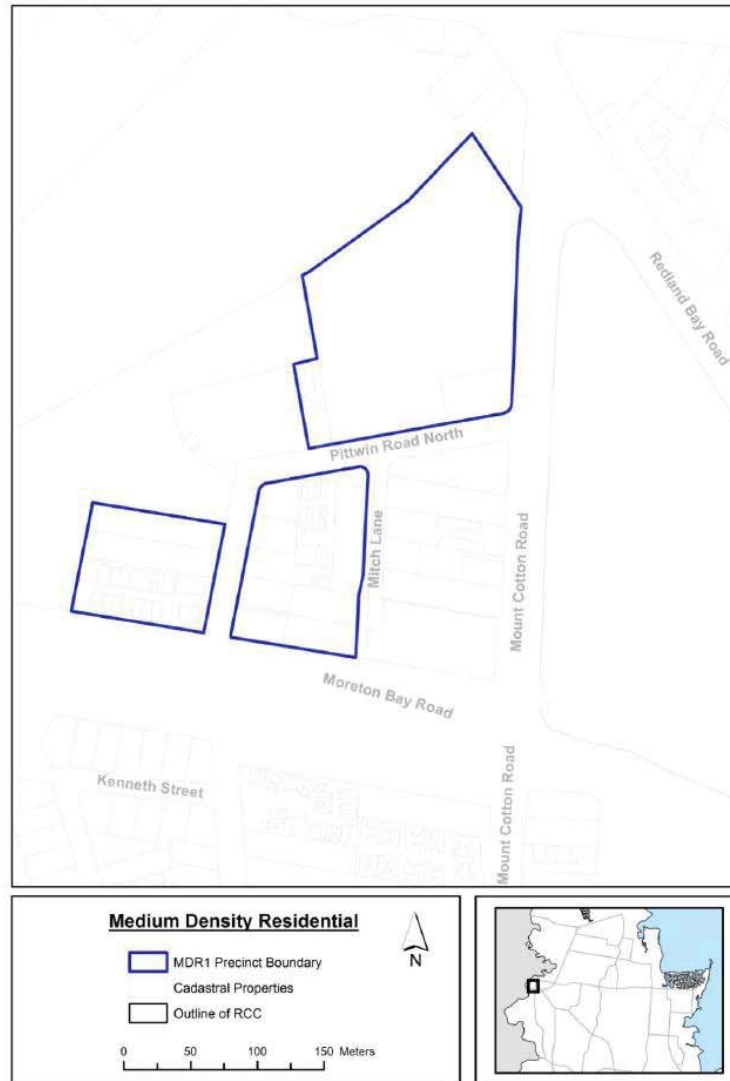 Redland Bay Road
Pittwin Road North
Mitch Lane
Mount Cotton Road
Moreton Bay Road
Kenneth Street
Mount Cotton Road
Medium Density Residential
N
MDR1 Precinct Boundary
Cadastral Properties
Outline of RCC
0 50 100 150 Meters